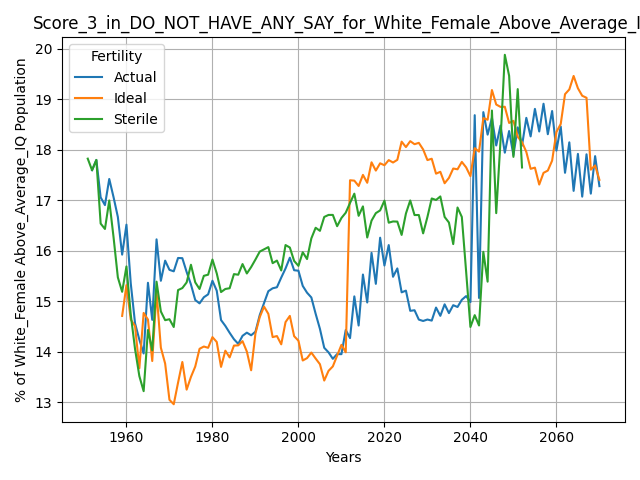 Score_3_in_DO_NOT_HAVE_ANY_SAY_for_White_Female_Above_Average_I
Fertility
Actual
Ideal
Sterile
% of White_Female Above_Average_IQ Population
20
19
18
17
16
15
14
13
1960 1980 2000 2020 2040 2060
Years